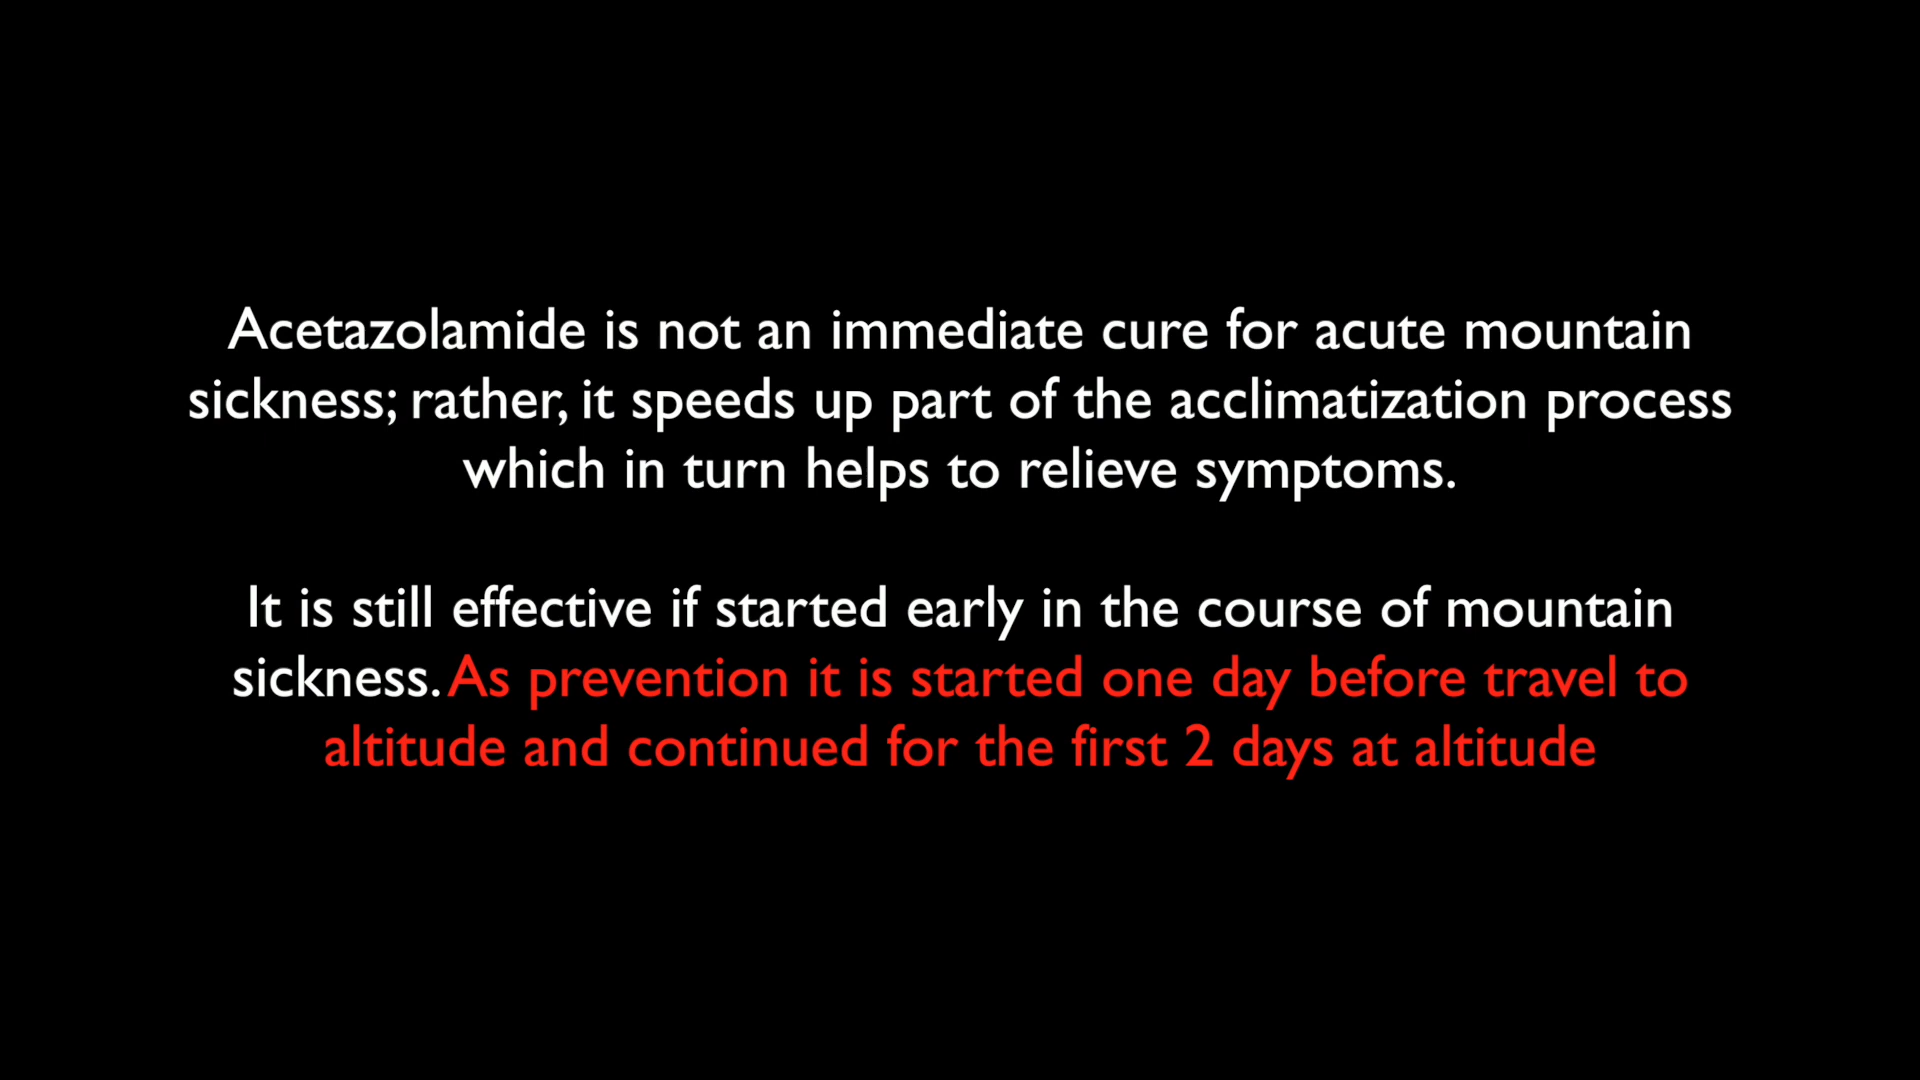 Acetazolamide is not an immediate cure for acute mountain
sickness; rather, it speeds up part of the acclimatization process
which in turn helps to relieve symptoms.
It is still effective if started early in the course of mountain
sickness. As prevention it is started one day before travel to
altitude and continued for the first 2 days at altitude